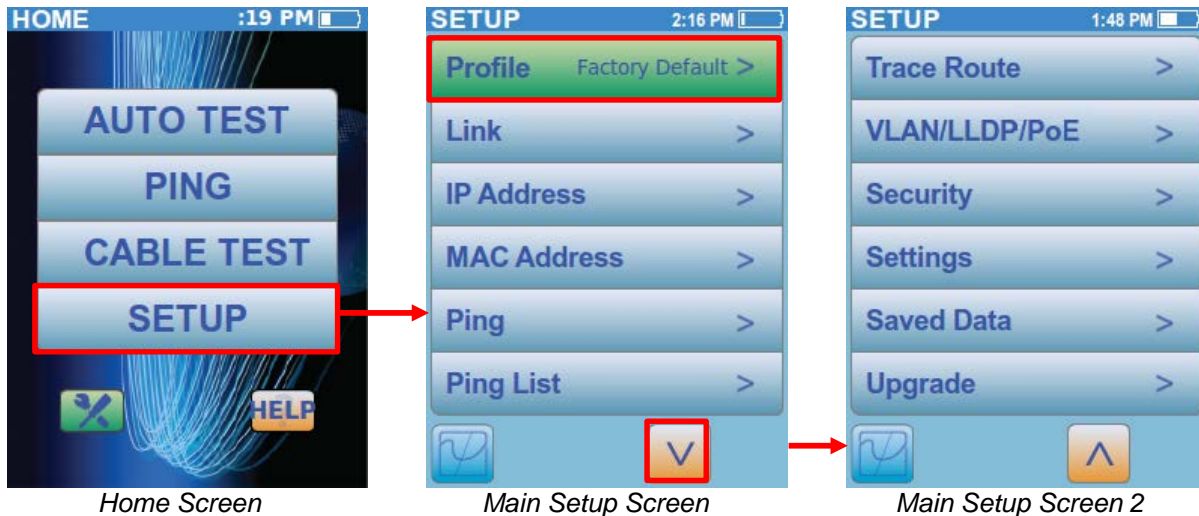 HOME :19 PM
AUTO TEST
PING
CABLE TEST
SETUP
HELP
Home Screen
SETUP 2:16 PM
Profile Factory Default >
Link >
IP Address >
MAC Address >
Ping >
Ping List >
Main Setup Screen
SETUP 1:48 PM
Trace Route >
VLAN/LLDP/PoE >
Security >
Settings >
Saved Data >
Upgrade >
Main Setup Screen 2